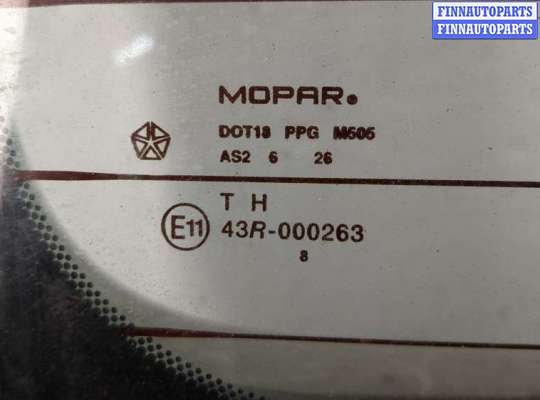 FINNAUTOPARTS
FINNAUTOPARTS
MOPAR.
DOT18 PPG M505
AS2 6 26
T H
E11 43R-000263
8